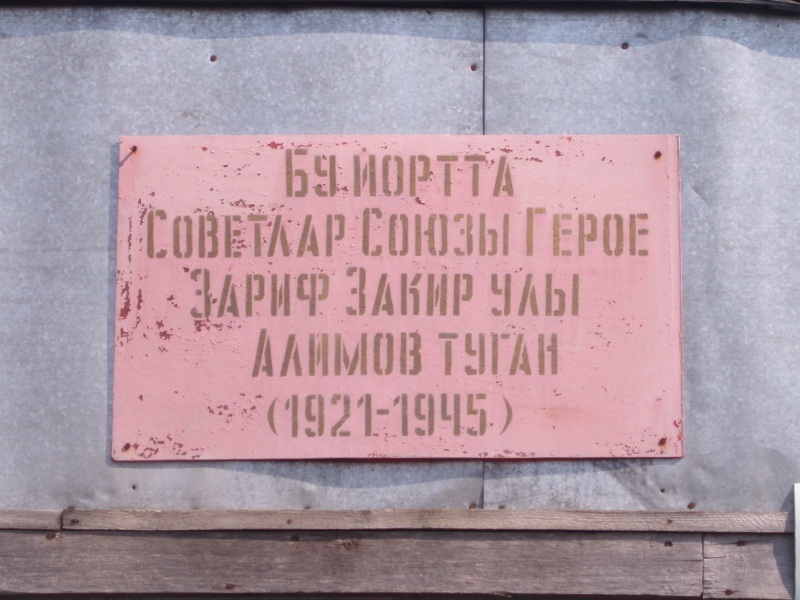 Бу йортта
Советлар Союзы Герое
Зариф Закир улы
Алимов туган
(1921-1945)